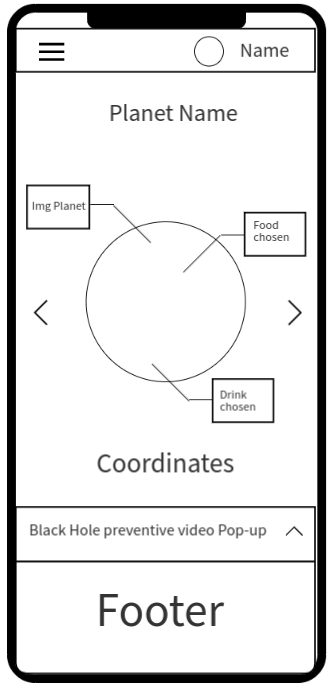 Name
Planet Name
Img Planet
Food
chosen
Drink
chosen
Coordinates
Black Hole preventive video Pop-up
Footer